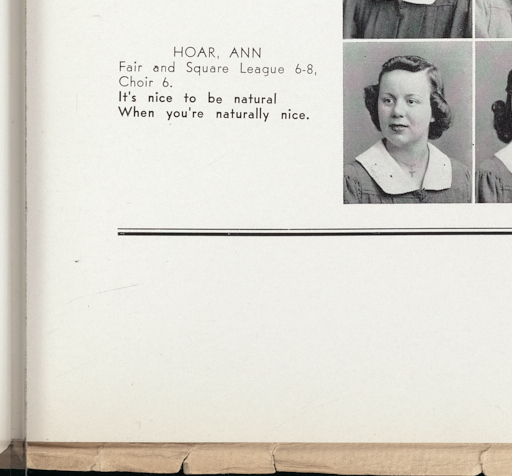 HOAR, ANN
Fair and Square League 6-8,
Choir 6.
It's nice to be natural
When you're naturally nice.